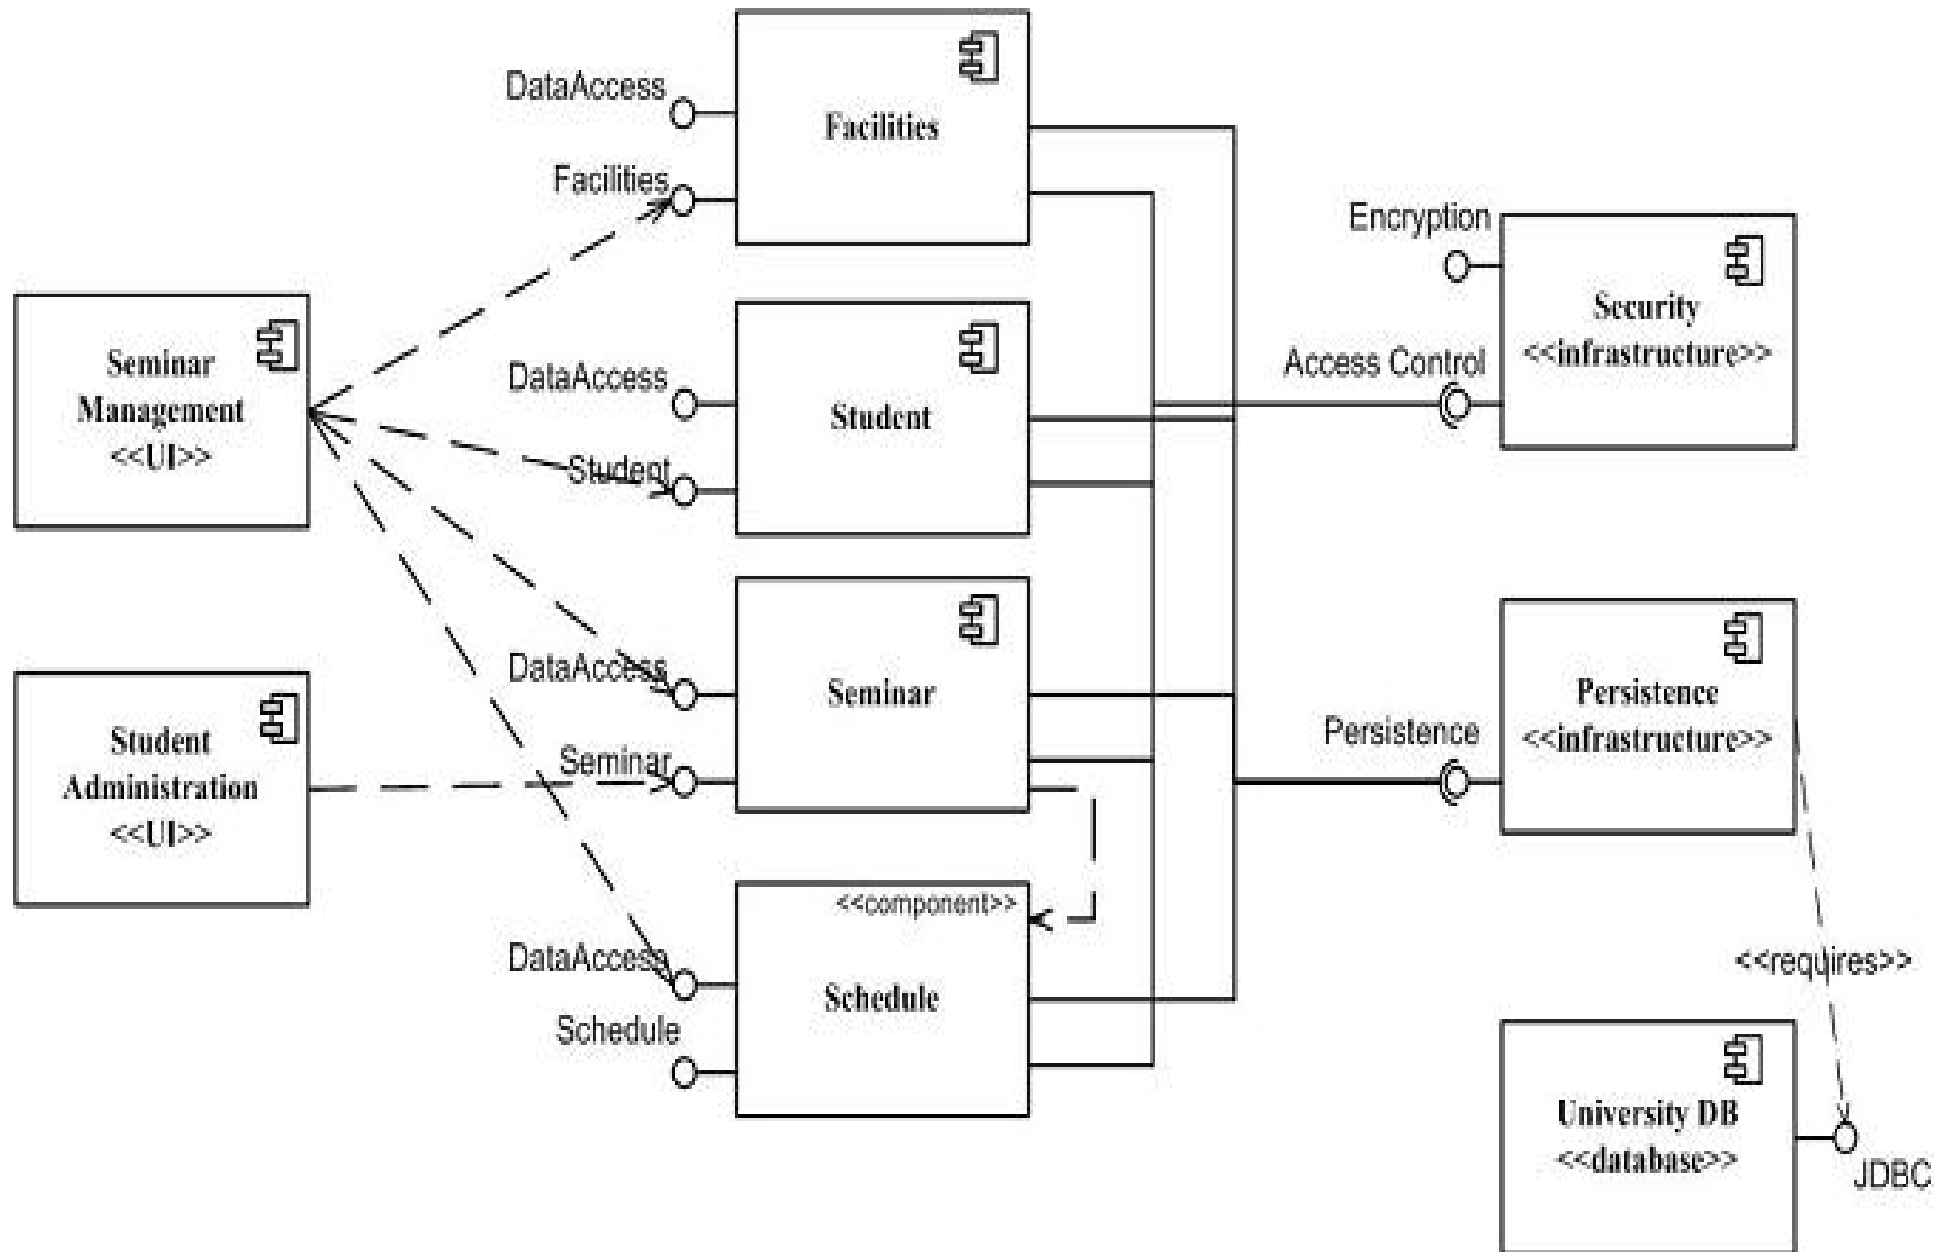 DataAccess
Facilities
Facilities
Encryption
Security
<<infrastructure>>
Access Control
Seminar
Management
<<UI>>
DataAccess
Student
Student
DataAccess
Seminar
Seminar
Student
Administration
<<UI>>
Persistence
<<infrastructure>>
Persistence
<<component>>
DataAccess
Schedule
Schedule
<<requires>>
University DB
<<database>>
JDBC